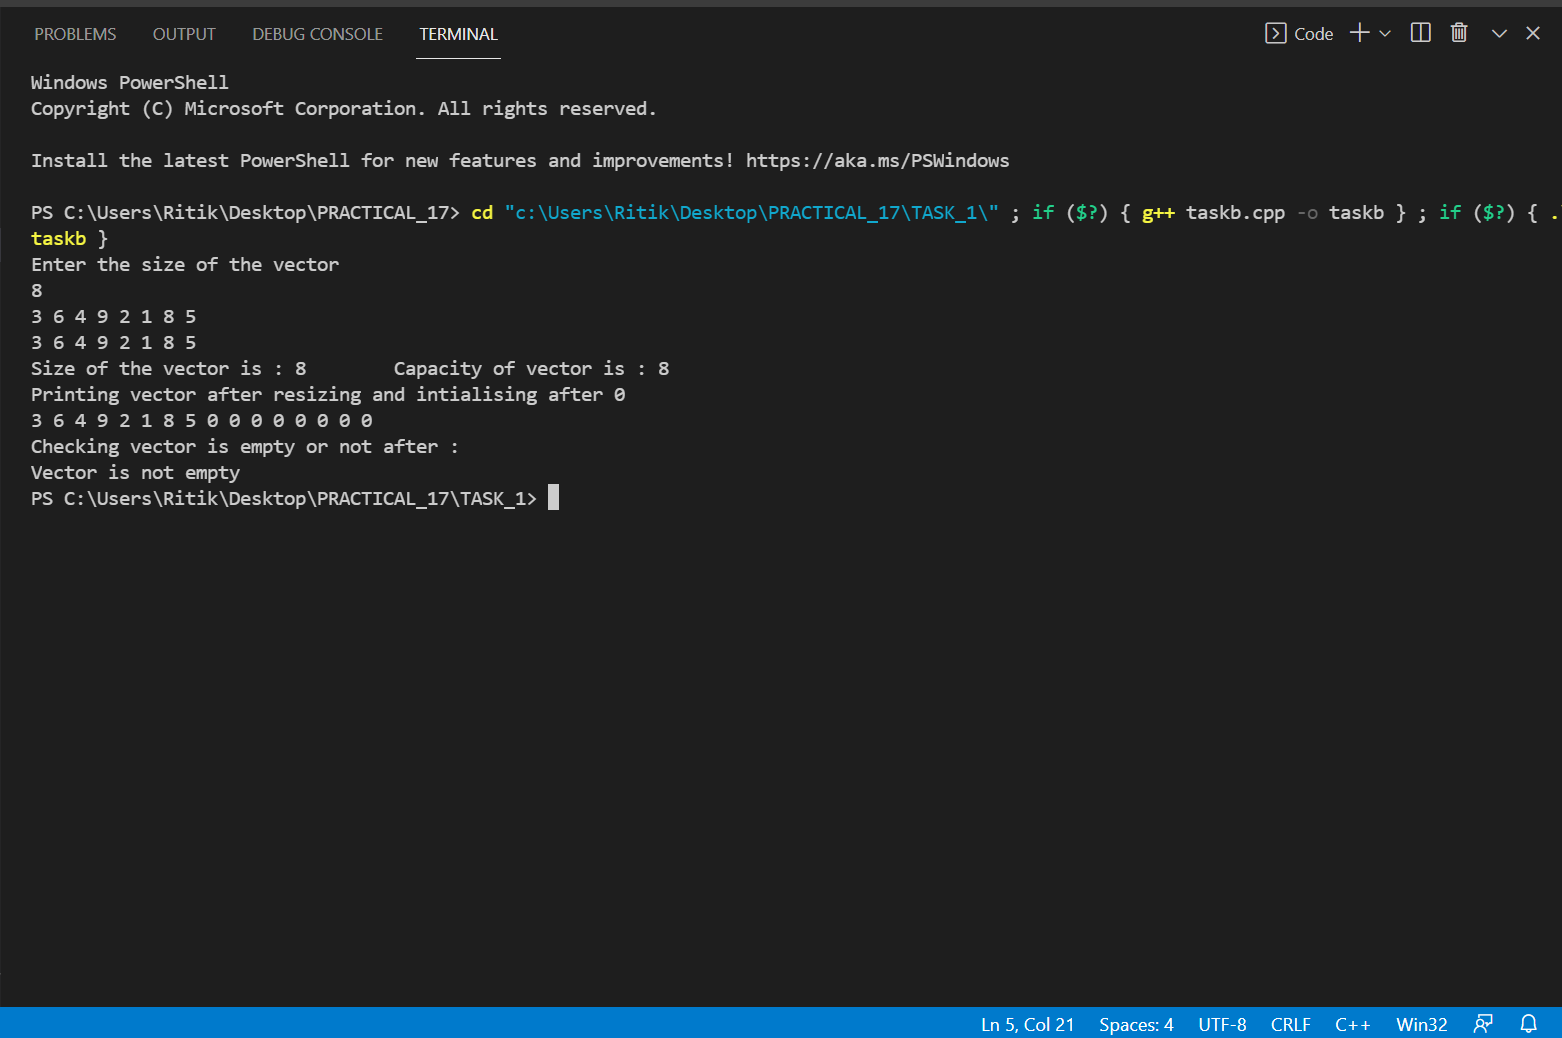 PROBLEMS OUTPUT DEBUG CONSOLE TERMINAL Code
Windows PowerShell
Copyright (C) Microsoft Corporation. All rights reserved.
Install the latest PowerShell for new features and improvements! https://aka.ms/PSWindows
PS C:\Users\Ritik\Desktop\PRACTICAL_17> cd "c:\Users\Ritik\Desktop\PRACTICAL_17\TASK_1\" ; if ($?) { g++ taskb.cpp -o taskb } ; if ($?) { .\
taskb }
Enter the size of the vector
8
3 6 4 9 2 1 8 5
3 6 4 9 2 1 8 5
Size of the vector is : 8 Capacity of vector is : 8
Printing vector after resizing and intialising after 0
3 6 4 9 2 1 8 5 0 0 0 0 0 0 0 0
Checking vector is empty or not after :
Vector is not empty
PS C:\Users\Ritik\Desktop\PRACTICAL_17\TASK_1>
Ln 5, Col 21 Spaces: 4 UTF-8 CRLF C++ Win32